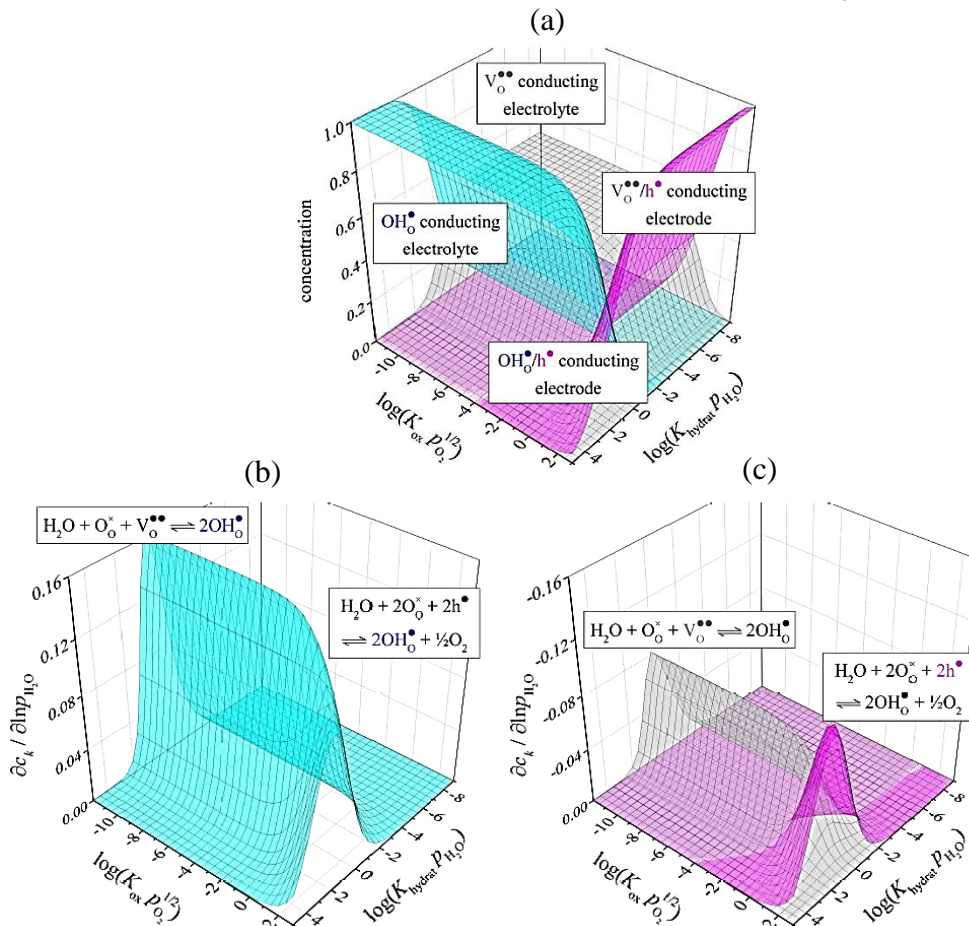 (a)
V_O^•• conducting
electrolyte
V_O^••/h^• conducting
electrode
OH_O^• conducting
electrolyte
OH_O^•/h^• conducting
electrode
concentration
1.0
0.8
0.6
0.4
0.2
0.0
-10
-8
-6
-4
-2
0
2
log(K_ox p_O₂^1/2)
-8
-6
-4
-2
0
2
4
log(K_hydrat p_H₂O)
(b)
H₂O + O_O^× + V_O^•• ⇌ 2OH_O^•
H₂O + 2O_O^× + 2h^•
⇌ 2OH_O^• + ½O₂
∂c_k / ∂lnp_H₂O
0.16
0.12
0.08
0.04
0.00
-10
-8
-6
-4
-2
0
2
log(K_ox p_O₂^1/2)
-8
-6
-4
-2
0
2
4
log(K_hydrat p_H₂O)
(c)
H₂O + O_O^× + V_O^•• ⇌ 2OH_O^•
H₂O + 2O_O^× + 2h^•
⇌ 2OH_O^• + ½O₂
∂c_k / ∂lnp_H₂O
-0.16
-0.12
-0.08
-0.04
0.00
-10
-8
-6
-4
-2
0
2
log(K_ox p_O₂^1/2)
-8
-6
-4
-2
0
2
4
log(K_hydrat p_H₂O)